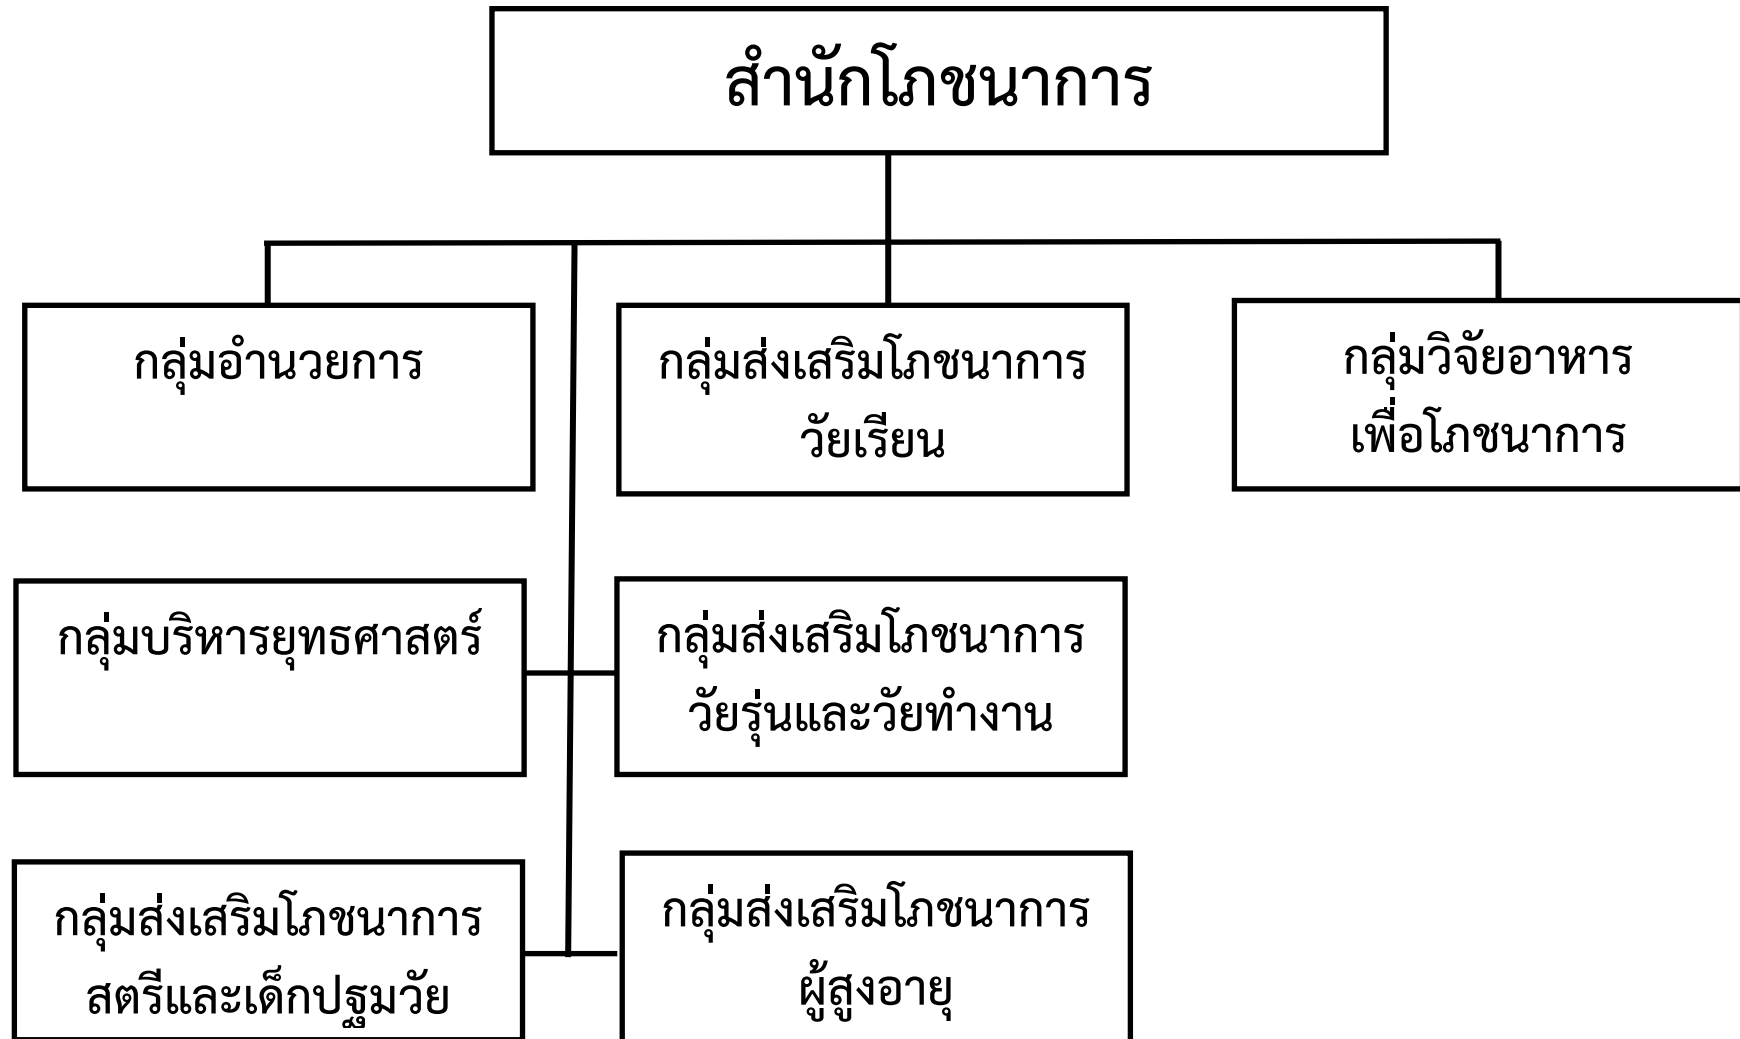 สำนักโภชนาการ
กลุ่มอำนวยการ
กลุ่มส่งเสริมโภชนาการ
วัยเรียน
กลุ่มวิจัยอาหาร
เพื่อโภชนาการ
กลุ่มบริหารยุทธศาสตร์
กลุ่มส่งเสริมโภชนาการ
วัยรุ่นและวัยทำงาน
กลุ่มส่งเสริมโภชนาการ
สตรีและเด็กปฐมวัย
กลุ่มส่งเสริมโภชนาการ
ผู้สูงอายุ